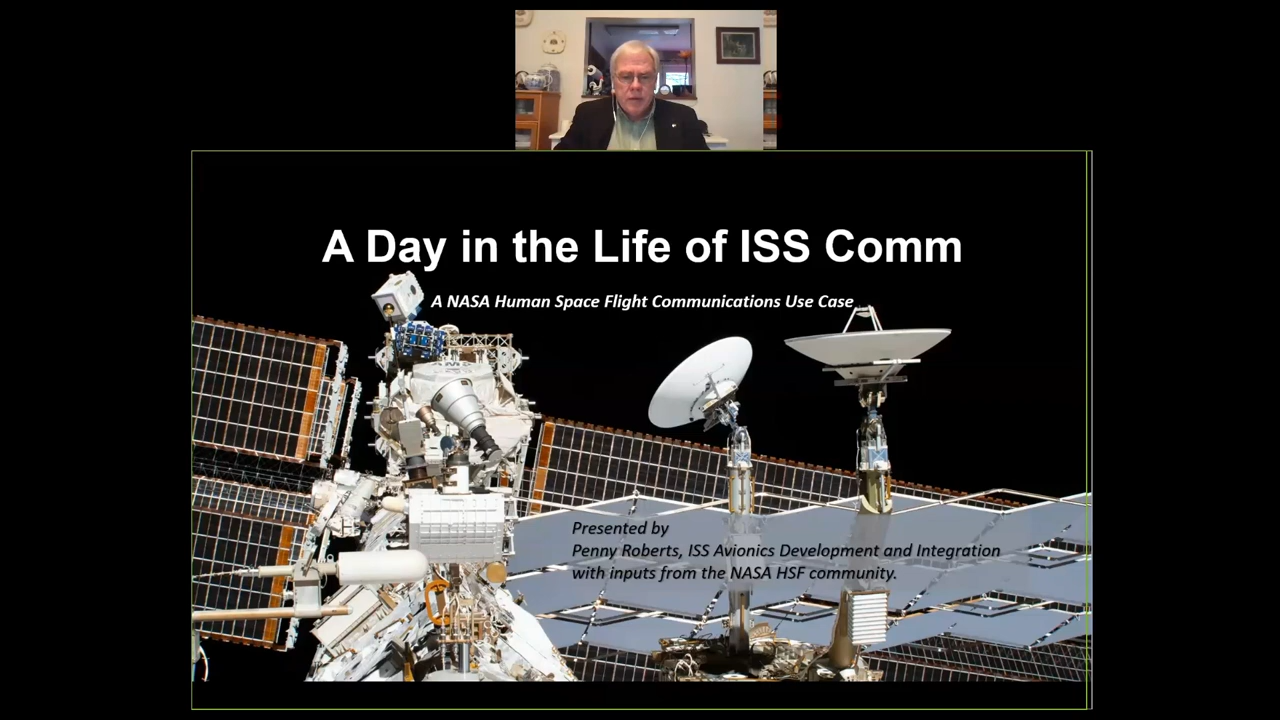 A Day in the Life of ISS Comm
A NASA Human Space Flight Communications Use Case
Presented by
Penny Roberts, ISS Avionics Development and Integration
with inputs from the NASA HSF community.